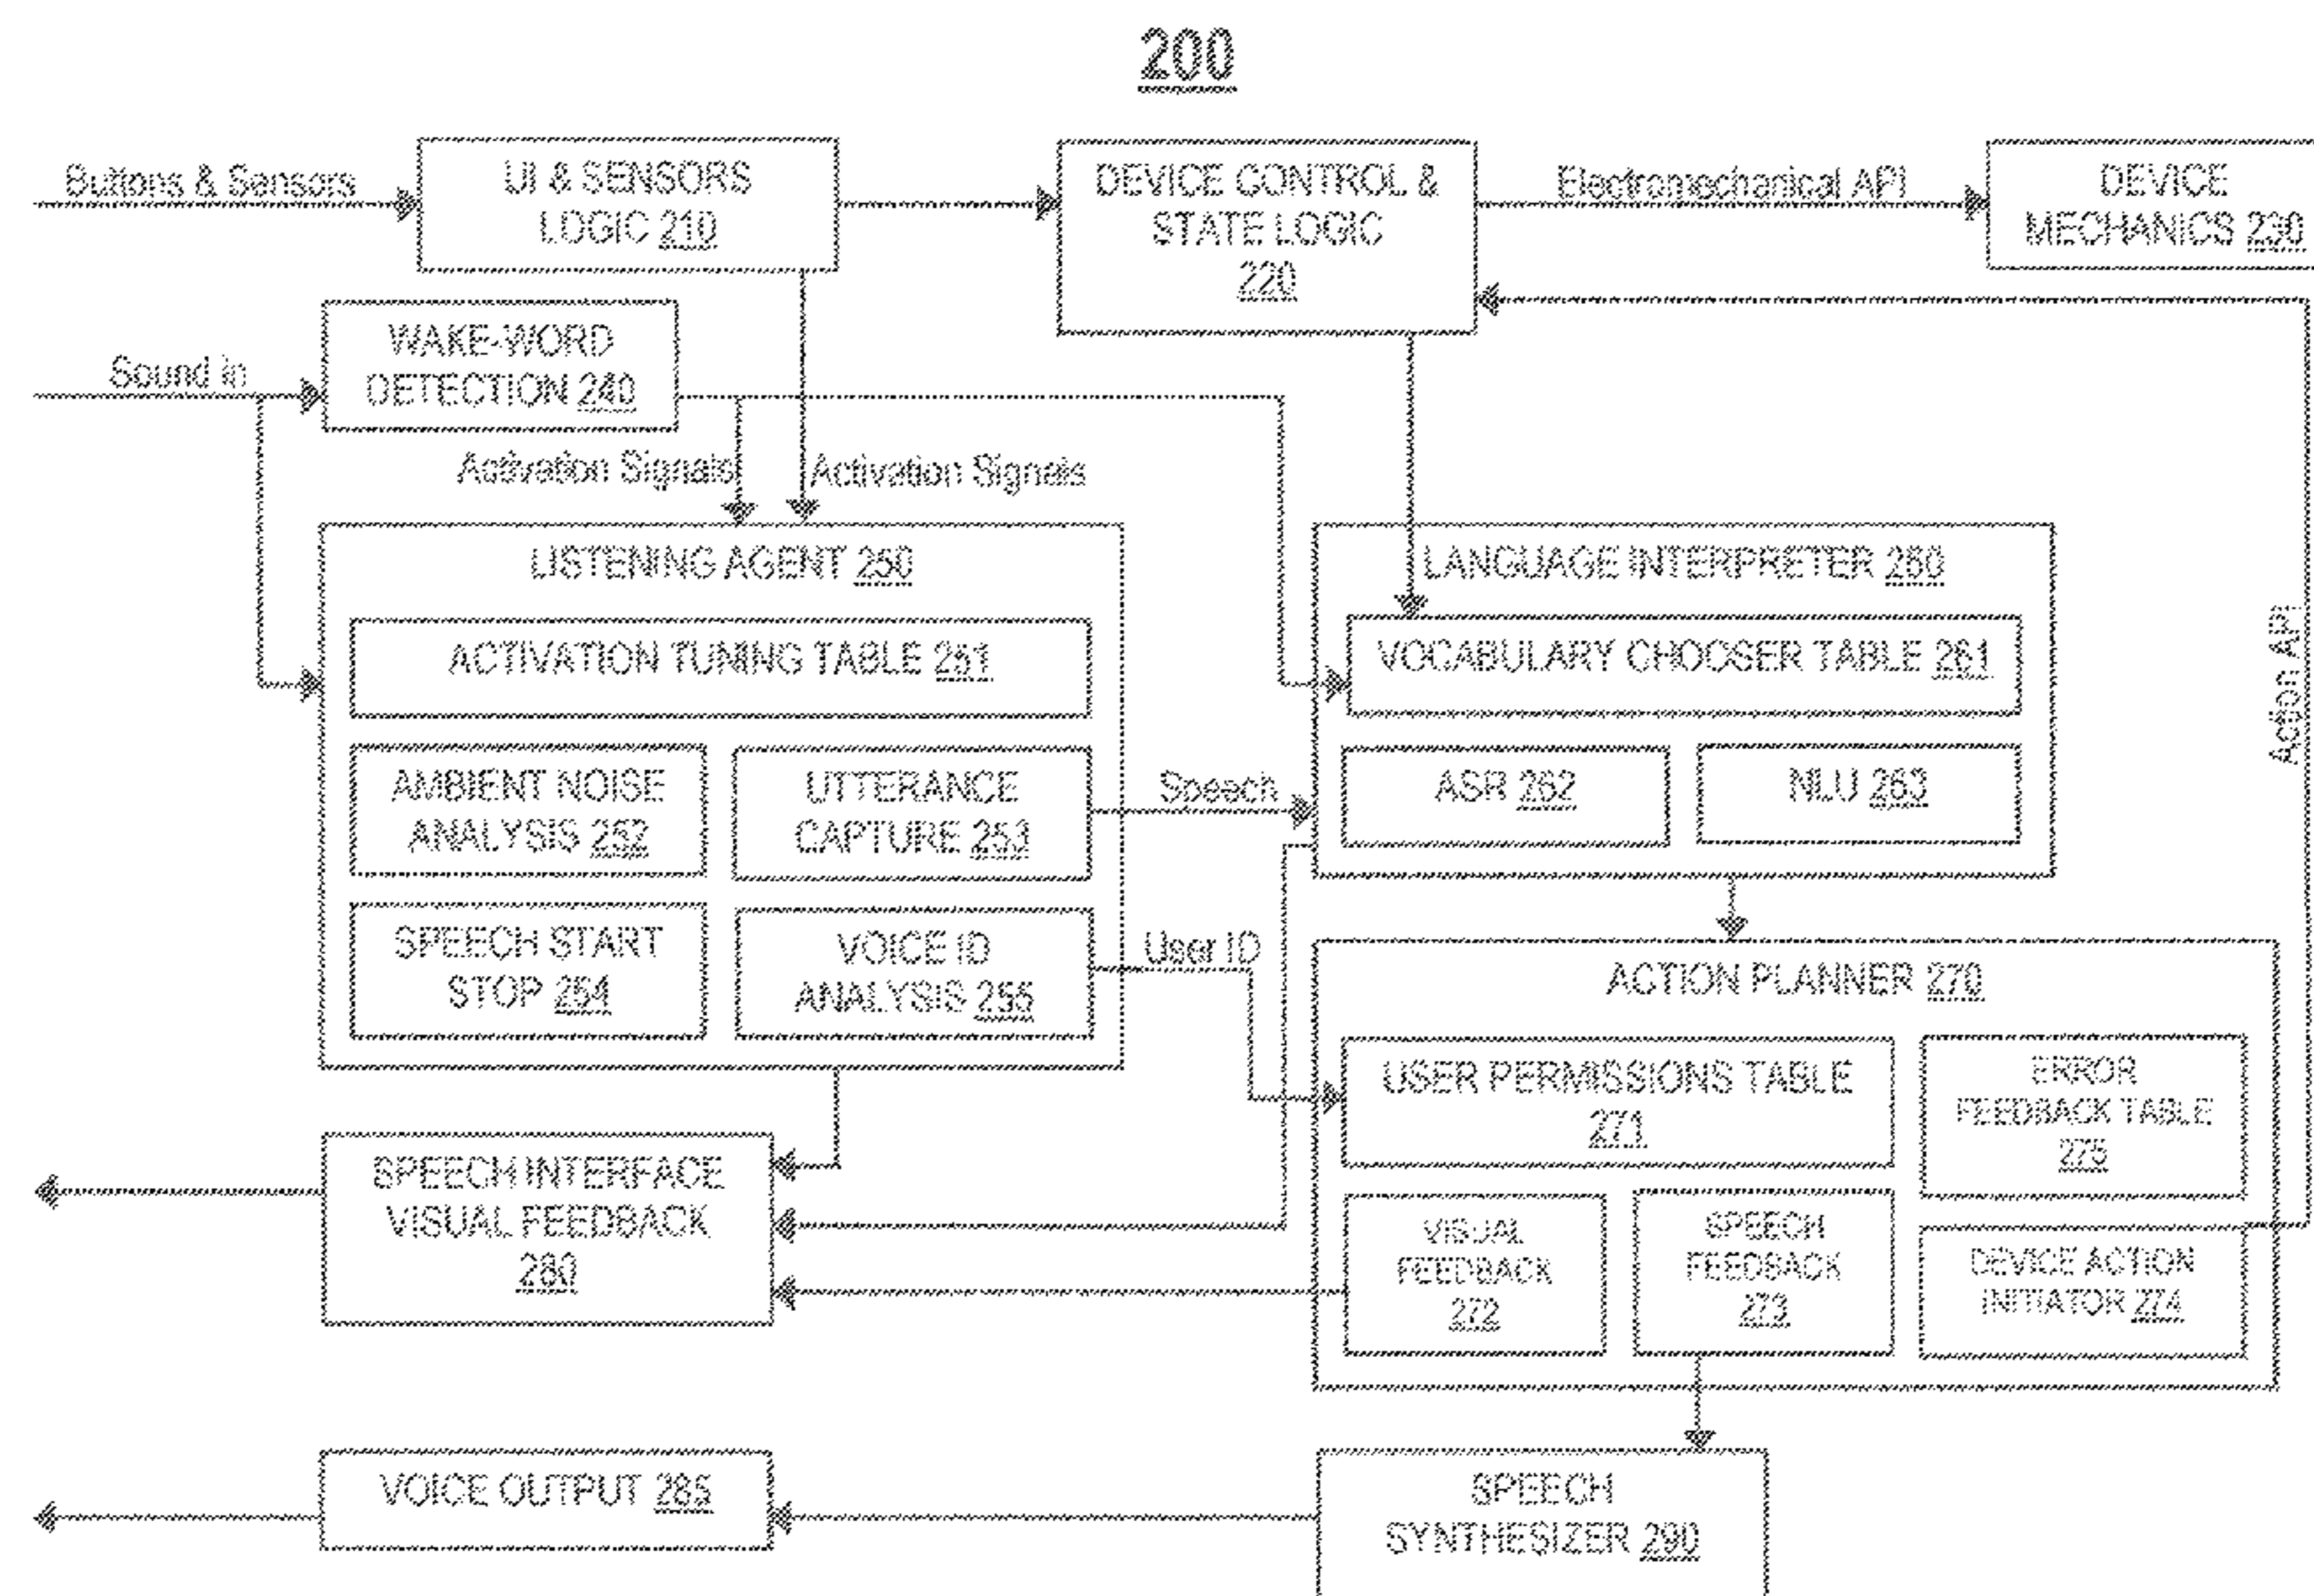 200
Buttons & Sensors
UI & SENSORS
LOGIC 210
DEVICE CONTROL &
STATE LOGIC
220
Electromechanical API
DEVICE
MECHANICS 230
Sound in
WAKE-WORD
DETECTION 240
Activation Signals
Activation Signals
LISTENING AGENT 250
ACTIVATION TUNING TABLE 251
AMBIENT NOISE
ANALYSIS 252
UTTERANCE
CAPTURE 253
SPEECH START
STOP 254
VOICE ID
ANALYSIS 255
Speech
User ID
LANGUAGE INTERPRETER 260
VOCABULARY CHOOSER TABLE 261
ASR 262
NLU 263
Action API
ACTION PLANNER 270
USER PERMISSIONS TABLE
271
ERROR
FEEDBACK TABLE
275
VISUAL
FEEDBACK
272
SPEECH
FEEDBACK
273
DEVICE ACTION
INITIATOR 274
SPEECH INTERFACE
VISUAL FEEDBACK
280
VOICE OUTPUT 285
SPEECH
SYNTHESIZER 290